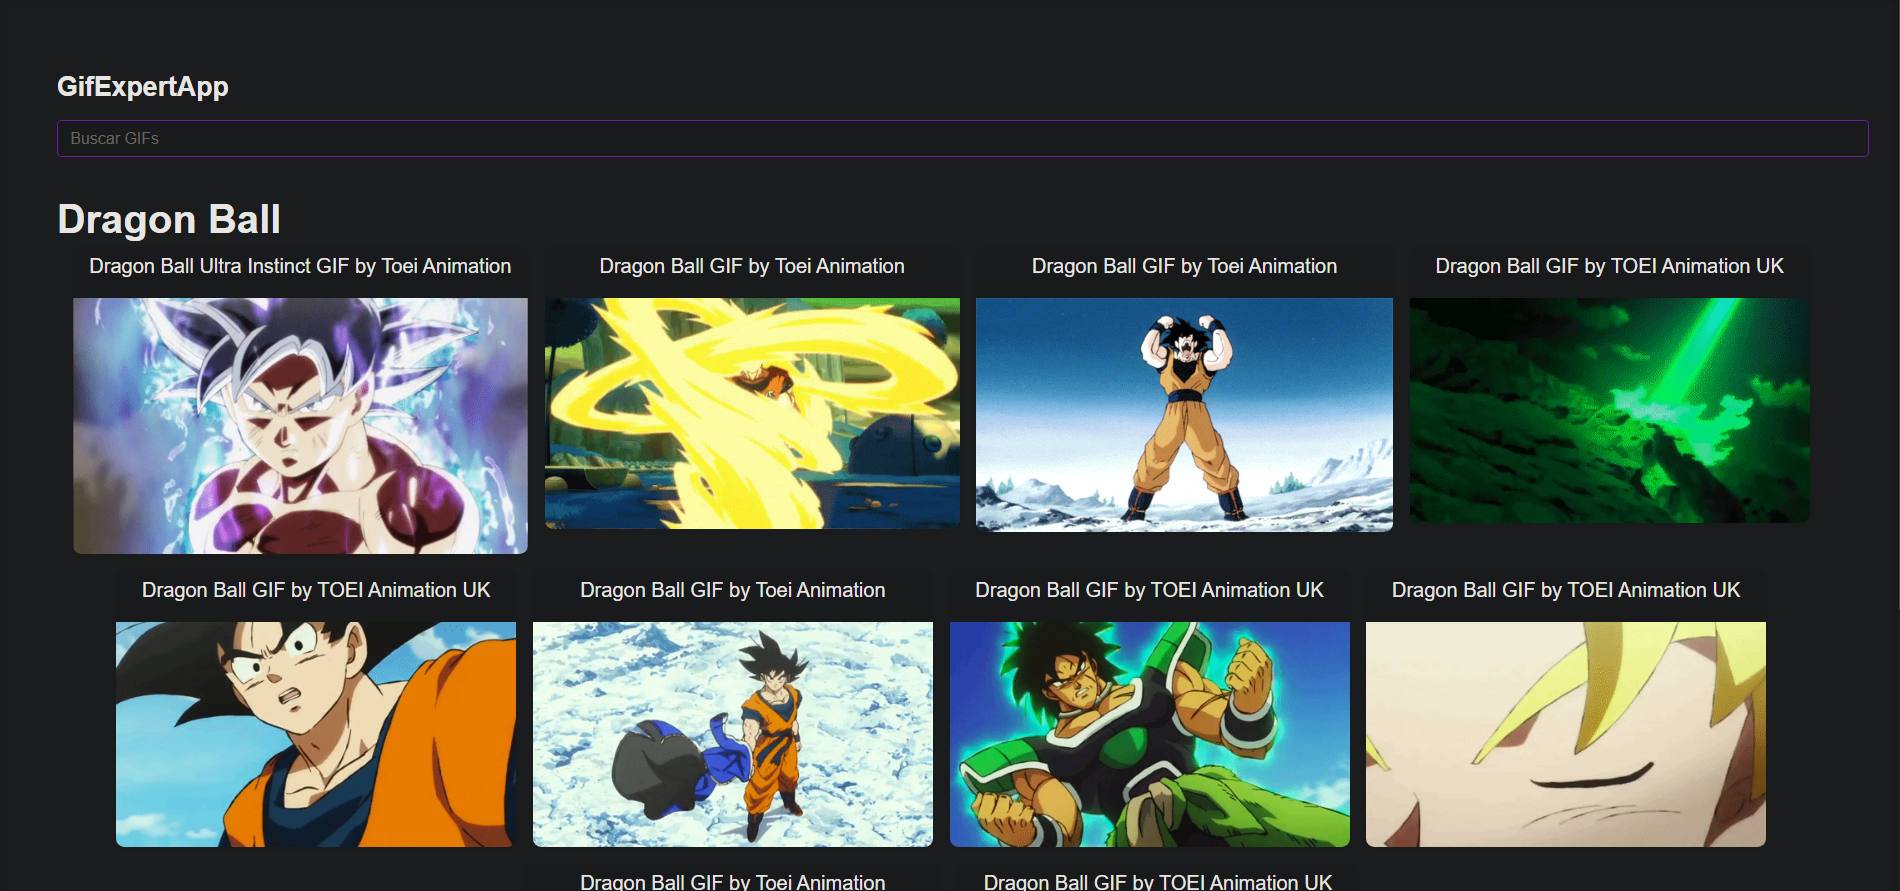 GifExpertApp
Buscar GIFs
Dragon Ball
Dragon Ball Ultra Instinct GIF by Toei Animation
Dragon Ball GIF by Toei Animation
Dragon Ball GIF by Toei Animation
Dragon Ball GIF by TOEI Animation UK
Dragon Ball GIF by TOEI Animation UK
Dragon Ball GIF by Toei Animation
Dragon Ball GIF by TOEI Animation UK
Dragon Ball GIF by TOEI Animation UK
Dragon Ball GIF by Toei Animation
Dragon Ball GIF by TOEI Animation UK